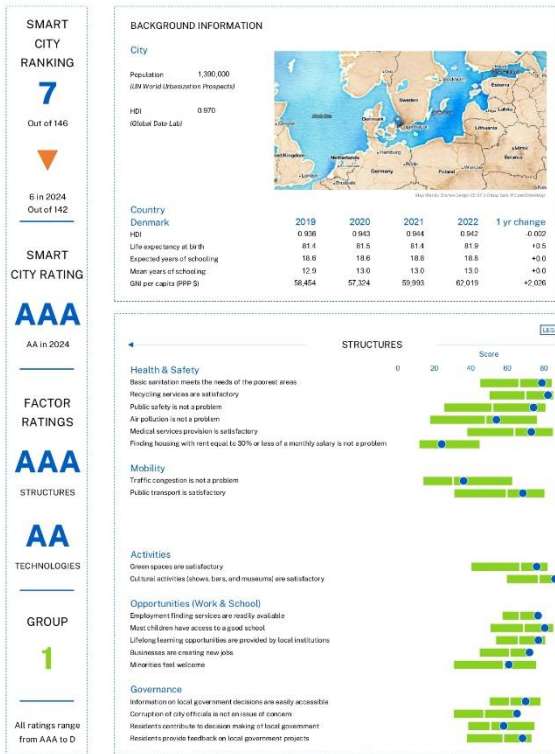 SMART
CITY
RANKING
7
Out of 146
6 in 2024
Out of 142
SMART
CITY RATING
AAA
AA in 2024
FACTOR
RATINGS
AAA
STRUCTURES
AA
TECHNOLOGIES
GROUP
1
All ratings range
from AAA to D
BACKGROUND INFORMATION
City
Population 1,390,000
(UN World Urbanization Prospects)
HDI 0.970
(Global Data Lab)
Sweden
Estonia
Latvia
Denmark
Lithuania
Hamburg
Minsk
Netherlands
Belarus
Germany
Poland
Country
Denmark 2019 2020 2021 2022 1 yr change
HDI 0.936 0.943 0.944 0.942 -0.002
Life expectancy at birth 81.4 81.5 81.4 81.9 +0.5
Expected years of schooling 18.6 18.6 18.8 18.8 +0.0
Mean years of schooling 12.9 13.0 13.0 13.0 +0.0
GNI per capita (PPP $) 58,454 57,324 59,993 62,019 +2,026
LEG
STRUCTURES
Score
Health & Safety 0 20 40 60 80
Basic sanitation meets the needs of the poorest areas
Recycling services are satisfactory
Public safety is not a problem
Air pollution is not a problem
Medical services provision is satisfactory
Finding housing with rent equal to 30% or less of a monthly salary is not a problem
Mobility
Traffic congestion is not a problem
Public transport is satisfactory
Activities
Green spaces are satisfactory
Cultural activities (shows, bars, and museums) are satisfactory
Opportunities (Work & School)
Employment finding services are readily available
Most children have access to a good school
Lifelong learning opportunities are provided by local institutions
Businesses are creating new jobs
Minorities feel welcome
Governance
Information on local government decisions are easily accessible
Corruption of city officials is not an issue of concern
Residents contribute to decision making of local government
Residents provide feedback on local government projects